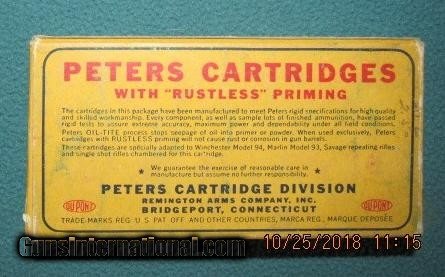 PETERS CARTRIDGES
WITH "RUSTLESS" PRIMING
The cartridges in this package have been manufactured to meet Peters rigid specifications for high quality
and skilled workmanship. Every component, as well as sample lots of finished ammunition, have passed
rigid tests to assure extreme accuracy, maximum power and dependability under all field conditions.
Peters OIL-TITE process stops seepage of oil into primer or powder. When used exclusively, Peters
cartridges with RUSTLESS priming will not cause rust or corrosion in gun barrels.
These cartridges are specially adapted to Winchester Model 94, Marlin Model 93, Savage repeating rifles
and single shot rifles chambered for this cartridge.
★ We guarantee the exercise of reasonable care in ★
manufacture but assume no further responsibility.
PETERS CARTRIDGE DIVISION
REMINGTON ARMS COMPANY, INC.
BRIDGEPORT, CONNECTICUT
DU PONT
DU PONT
TRADE-MARKS REG. U.S. PAT. OFF. AND OTHER COUNTRIES, MARCA REG., MARQUE DEPOSÉE
GunsInternational.com
10/25/2018 11:15